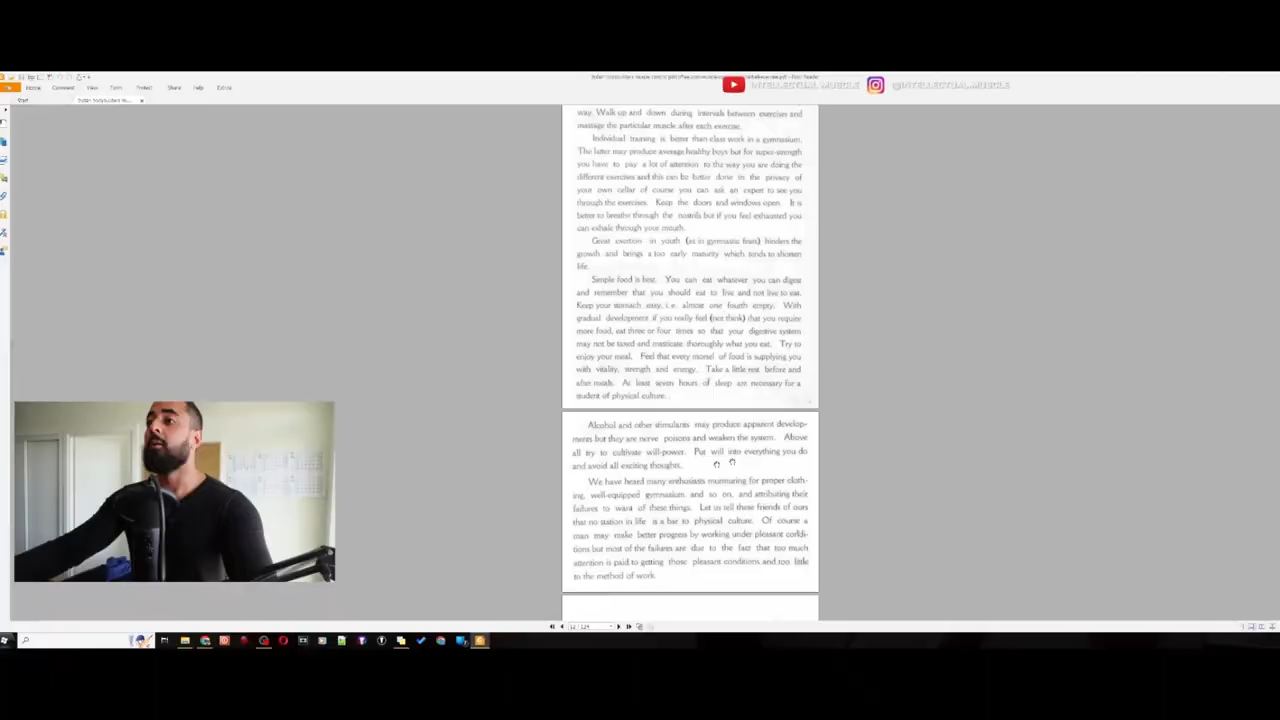 INTELLECTUAL MUSCLE @INTELLECTUAL.MUSCLE
Home Comment View Form Protect Share Help Extras
Start
way. Walk up and down during intervals between exercises and
massage the particular muscle after each exercise.
Individual training is better than class work in a gymnasium.
The latter may produce average healthy boys but for super-strength
you have to pay a lot of attention to the way you are doing the
different exercises and this can be better done in the privacy of
your own cellar of course you can ask an expert to see you
through the exercises. Keep the doors and windows open. It is
better to breathe through the nostrils but if you feel exhausted you
can exhale through your mouth.
Great exertion in youth (as in gymnastic feats) hinders the
growth and brings a too early maturity which tends to shorten
life.
Simple food is best. You can eat whatever you can digest
and remember that you should eat to live and not live to eat.
Keep your stomach easy, i.e. almost one fourth empty. With
gradual development if you really feel (not think) that you require
more food, eat three or four times so that your digestive system
may not be taxed and masticate thoroughly what you eat. Try to
enjoy your meal. Feel that every morsel of food is supplying you
with vitality, strength and energy. Take a little rest before and
after meals. At least seven hours of sleep are necessary for a
student of physical culture.
Alcohol and other stimulants may produce apparent develop-
ments but they are nerve poisons and weaken the system. Above
all try to cultivate will-power. Put will into everything you do
and avoid all exciting thoughts.
We have heard many enthusiasts murmuring for proper cloth-
ing, well-equipped gymnasium and so on, and attributing their
failures to want of these things. Let us tell these friends of ours
that no station in life is a bar to physical culture. Of course a
man may make better progress by working under pleasant condi-
tions but most of the failures are due to the fact that too much
attention is paid to getting those pleasant conditions and too little
to the method of work.